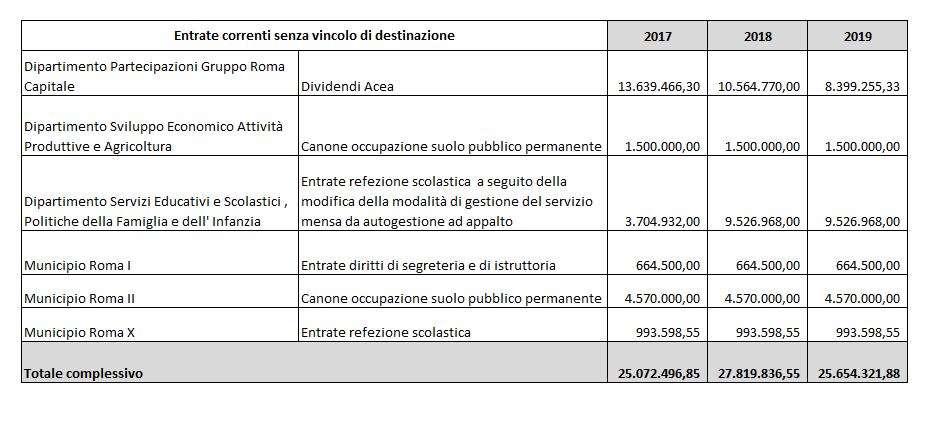 Entrate correnti senza vincolo di destinazione 2017 2018 2019
Dipartimento Partecipazioni Gruppo Roma
Capitale Dividendi Acea 13.639.466,30 10.564.770,00 8.399.255,33
Dipartimento Sviluppo Economico Attività
Produttive e Agricoltura Canone occupazione suolo pubblico permanente 1.500.000,00 1.500.000,00 1.500.000,00
Entrate refezione scolastica a seguito della
Dipartimento Servizi Educativi e Scolastici , modifica della modalità di gestione del servizio
Politiche della Famiglia e dell' Infanzia mensa da autogestione ad appalto 3.704.932,00 9.526.968,00 9.526.968,00
Municipio Roma I Entrate diritti di segreteria e di istruttoria 664.500,00 664.500,00 664.500,00
Municipio Roma II Canone occupazione suolo pubblico permanente 4.570.000,00 4.570.000,00 4.570.000,00
Municipio Roma X Entrate refezione scolastica 993.598,55 993.598,55 993.598,55
Totale complessivo 25.072.496,85 27.819.836,55 25.654.321,88